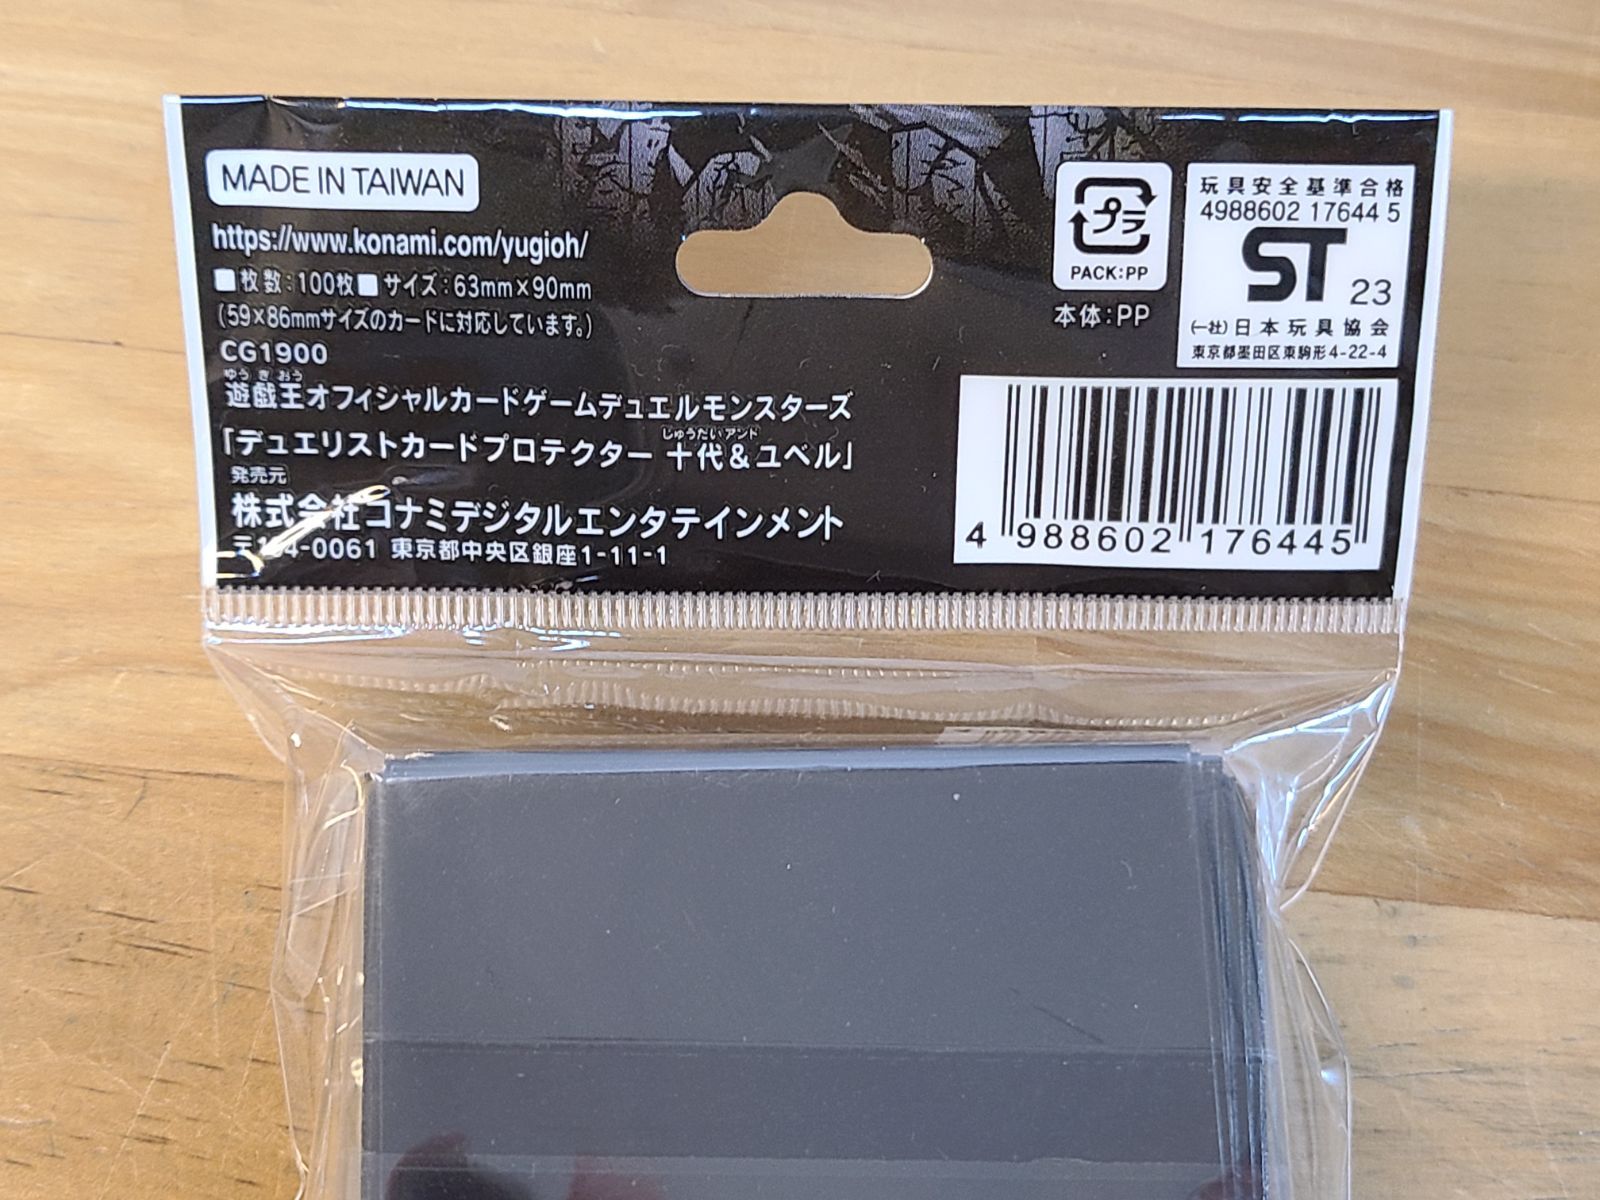 MADE IN TAIWAN
https://www.konami.com/yugioh/
■枚数:100枚■サイズ:63mm×90mm
(59×86mmサイズのカードに対応しています。)
CG1900
ゆうぎおう
遊戯王オフィシャルカードゲームデュエルモンスターズ
じゅうだいアンド
「デュエリストカードプロテクター 十代&ユベル」
発売元
株式会社コナミデジタルエンタテインメント
東京都中央区銀座1-11-1
プラ
PACK:PP
本体:PP
玩具安全基準合格
4988602 17644 5
ST 23
(一社)日本玩具協会
東京都墨田区東駒形4-22-4
4 988602 176445